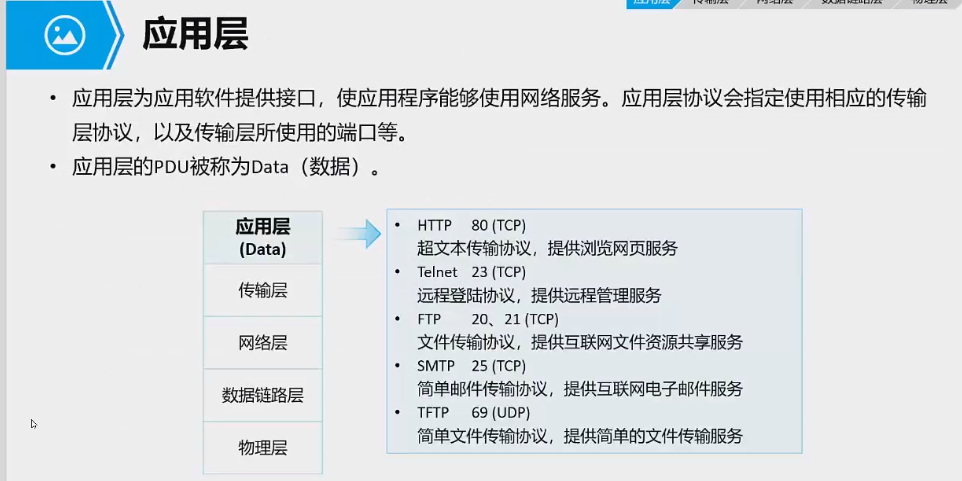 应用层 传输层 网络层 数据链路层 物理层
应用层
• 应用层为应用软件提供接口，使应用程序能够使用网络服务。应用层协议会指定使用相应的传输
层协议，以及传输层所使用的端口等。
• 应用层的PDU被称为Data（数据）。
应用层
(Data)
传输层
网络层
数据链路层
物理层
• HTTP 80 (TCP)
超文本传输协议，提供浏览网页服务
• Telnet 23 (TCP)
远程登陆协议，提供远程管理服务
• FTP 20、21 (TCP)
文件传输协议，提供互联网文件资源共享服务
• SMTP 25 (TCP)
简单邮件传输协议，提供互联网电子邮件服务
• TFTP 69 (UDP)
简单文件传输协议，提供简单的文件传输服务